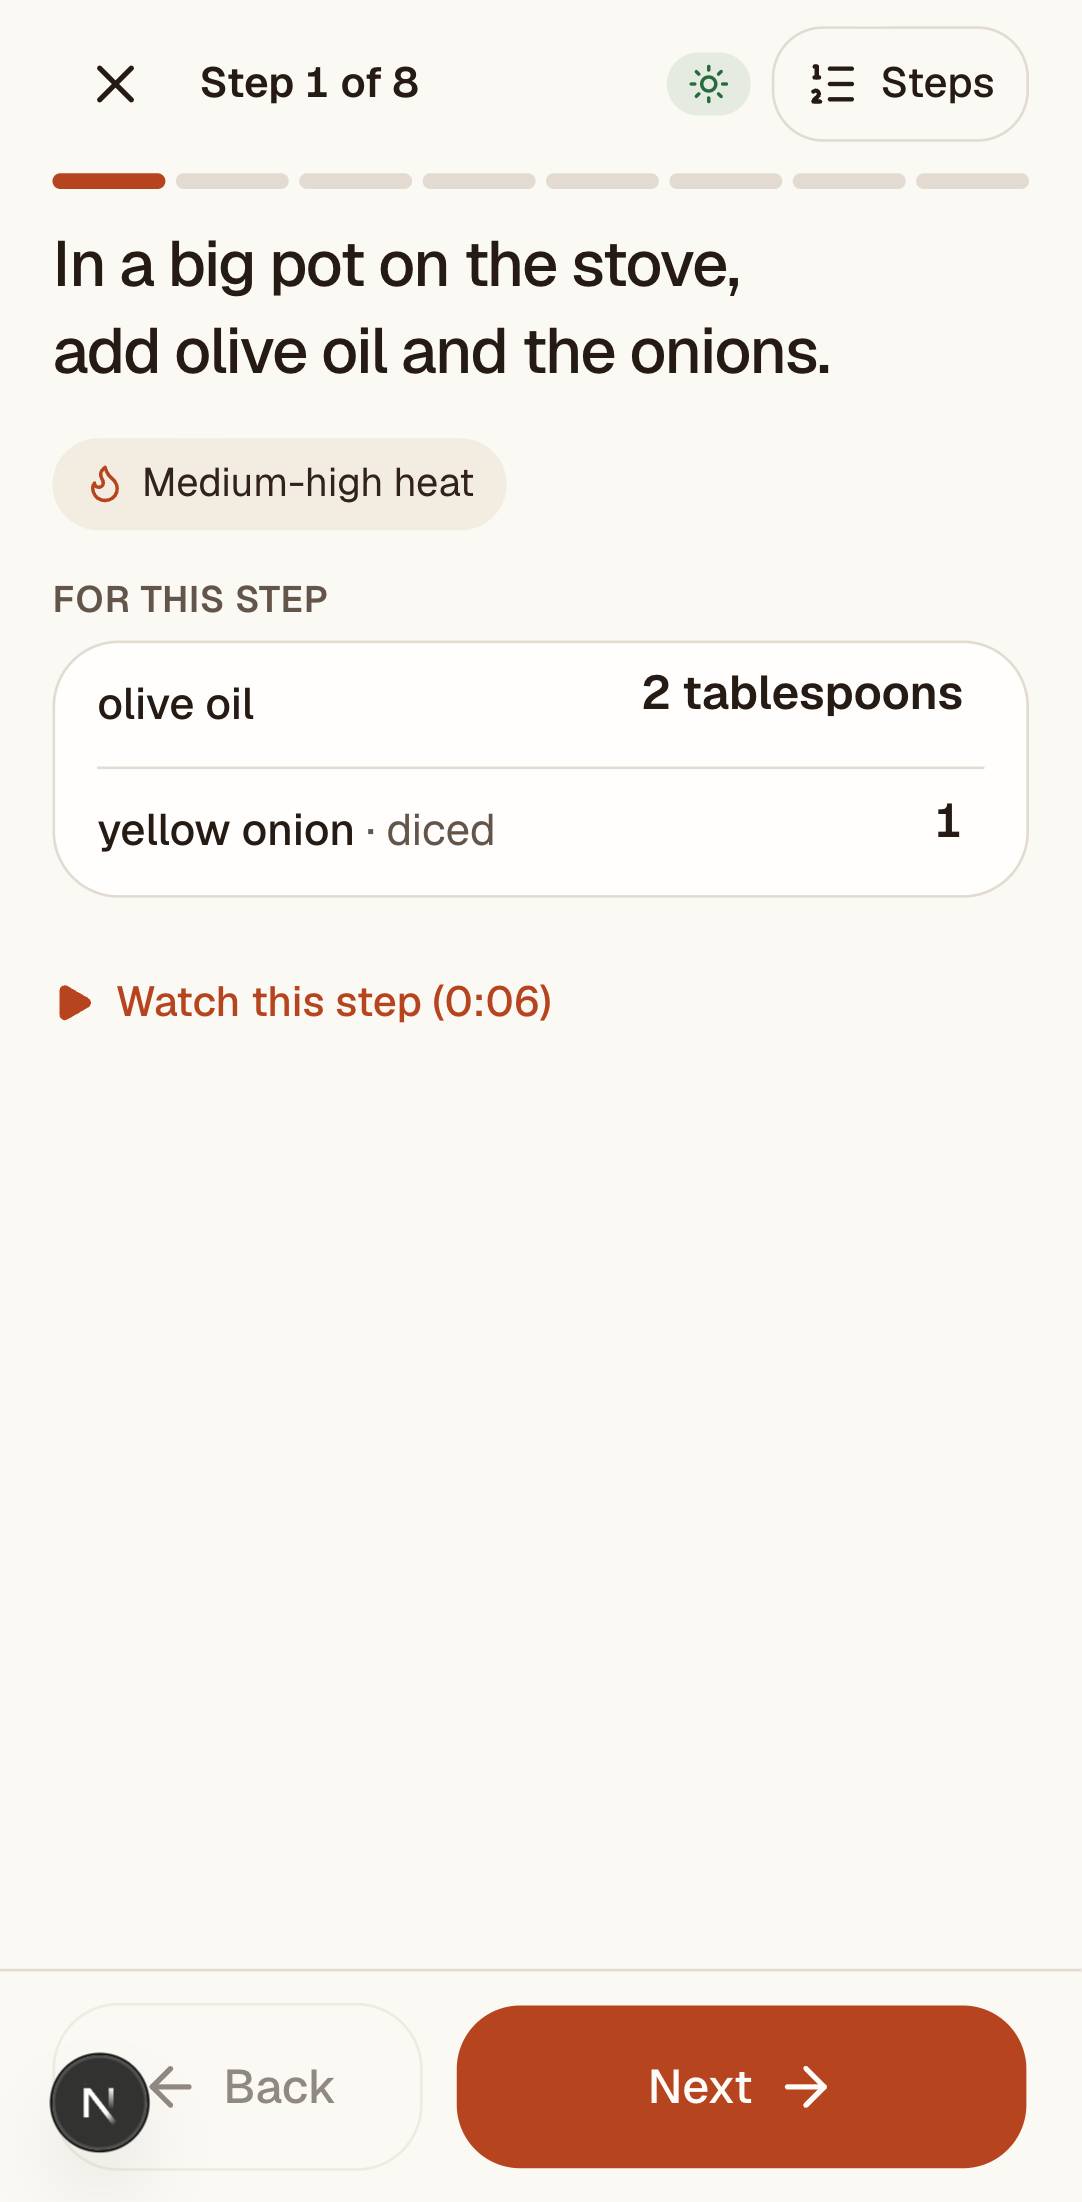 Step 1 of 8
1
2
Steps
In a big pot on the stove,
add olive oil and the onions.
Medium-high heat
FOR THIS STEP
olive oil 2 tablespoons
yellow onion · diced 1
Watch this step (0:06)
N
Back
Next